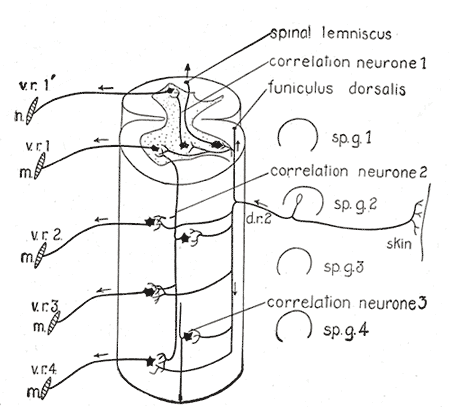 spinal lemniscus
correlation neurone 1
funiculus dorsalis
v.r. 1'
n.
v.r.1
m.
sp.g.1
correlation neurone 2
sp.g.2
d.r.2
skin
v.r.2.
m.
sp.g.3
v.r.3
m.
correlation neurone 3
sp.g.4
v.r.4
m.